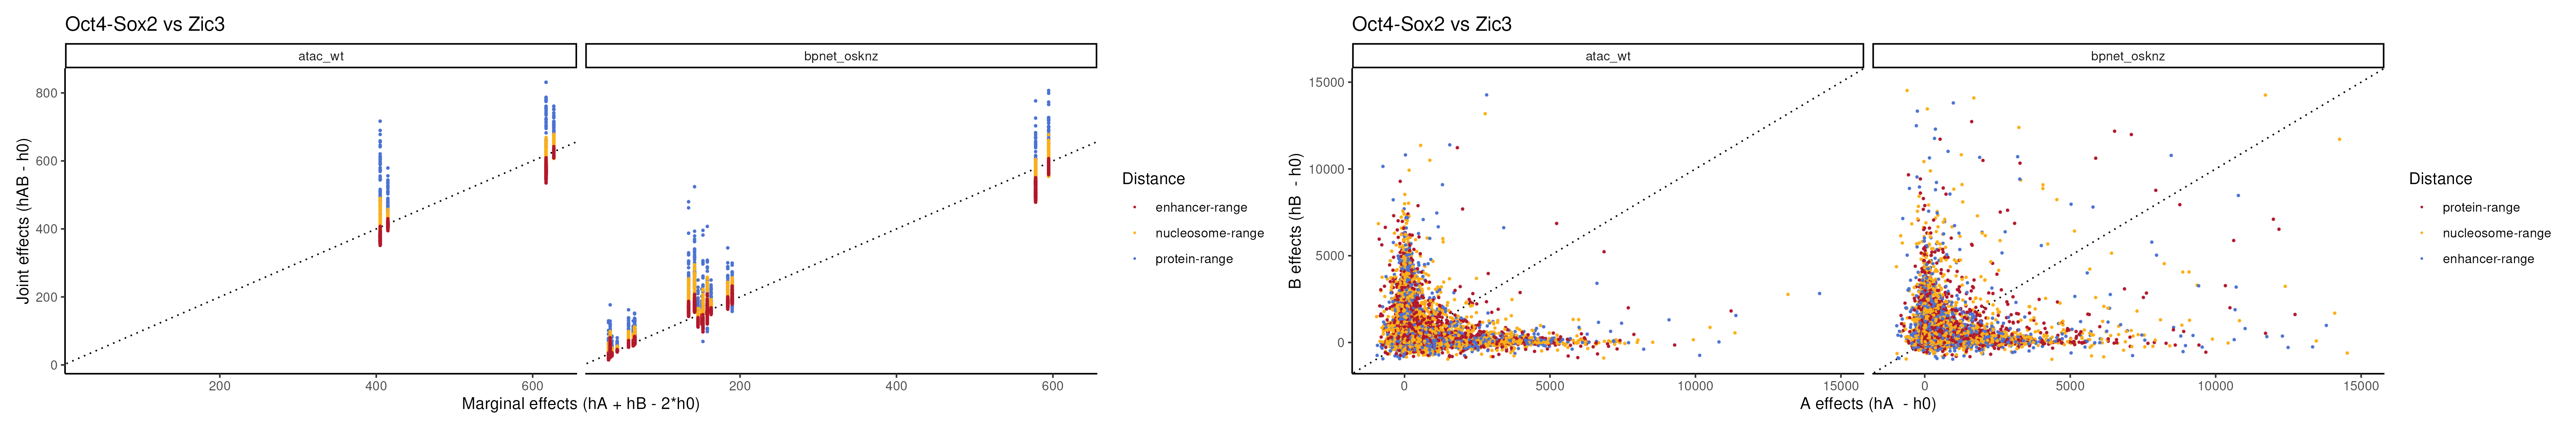 Oct4-Sox2 vs Zic3
atac_wt
bpnet_osknz
Joint effects (hAB - h0)
800
600
400
200
0
200
400
600
200
400
600
Marginal effects (hA + hB - 2*h0)
Distance
enhancer-range
nucleosome-range
protein-range
Oct4-Sox2 vs Zic3
atac_wt
bpnet_osknz
B effects (hB - h0)
15000
10000
5000
0
0
5000
10000
15000
0
5000
10000
15000
A effects (hA - h0)
Distance
protein-range
nucleosome-range
enhancer-range